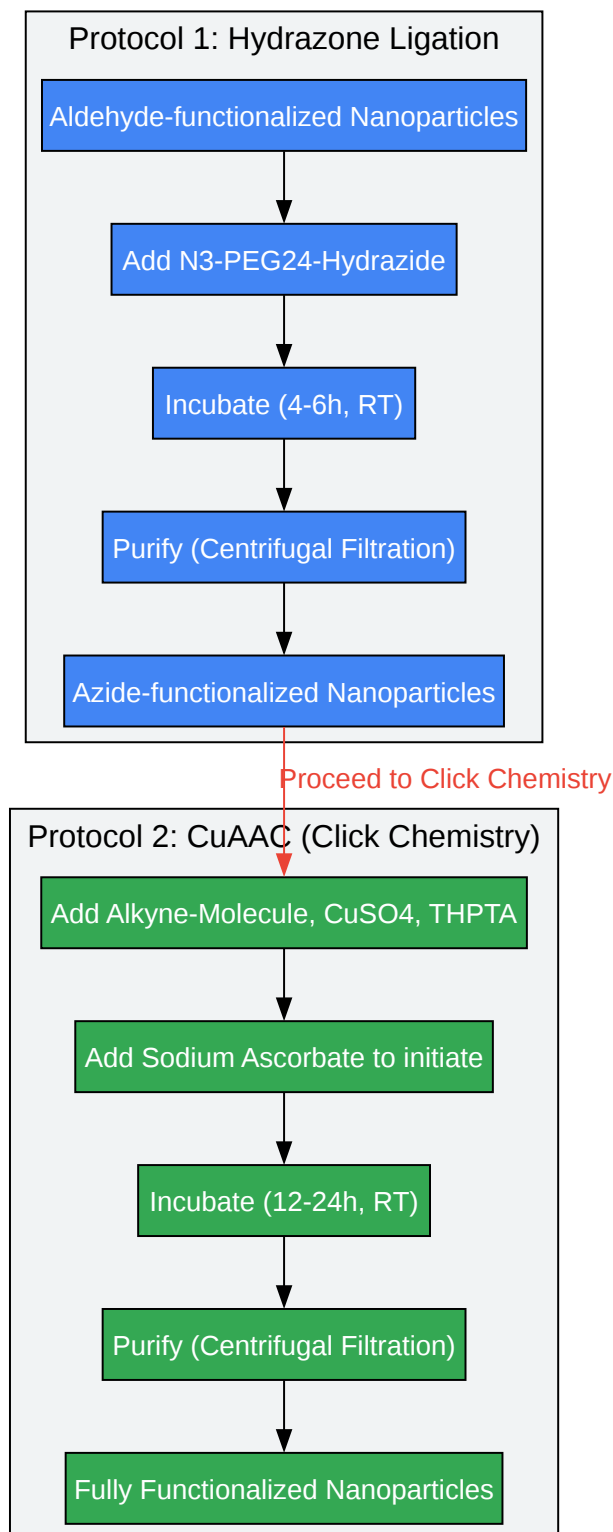 Protocol 1: Hydrazone Ligation
Aldehyde-functionalized Nanoparticles
Add N3-PEG24-Hydrazide
Incubate (4-6h, RT)
Purify (Centrifugal Filtration)
Azide-functionalized Nanoparticles
Proceed to Click Chemistry
Protocol 2: CuAAC (Click Chemistry)
Add Alkyne-Molecule, CuSO4, THPTA
Add Sodium Ascorbate to initiate
Incubate (12-24h, RT)
Purify (Centrifugal Filtration)
Fully Functionalized Nanoparticles